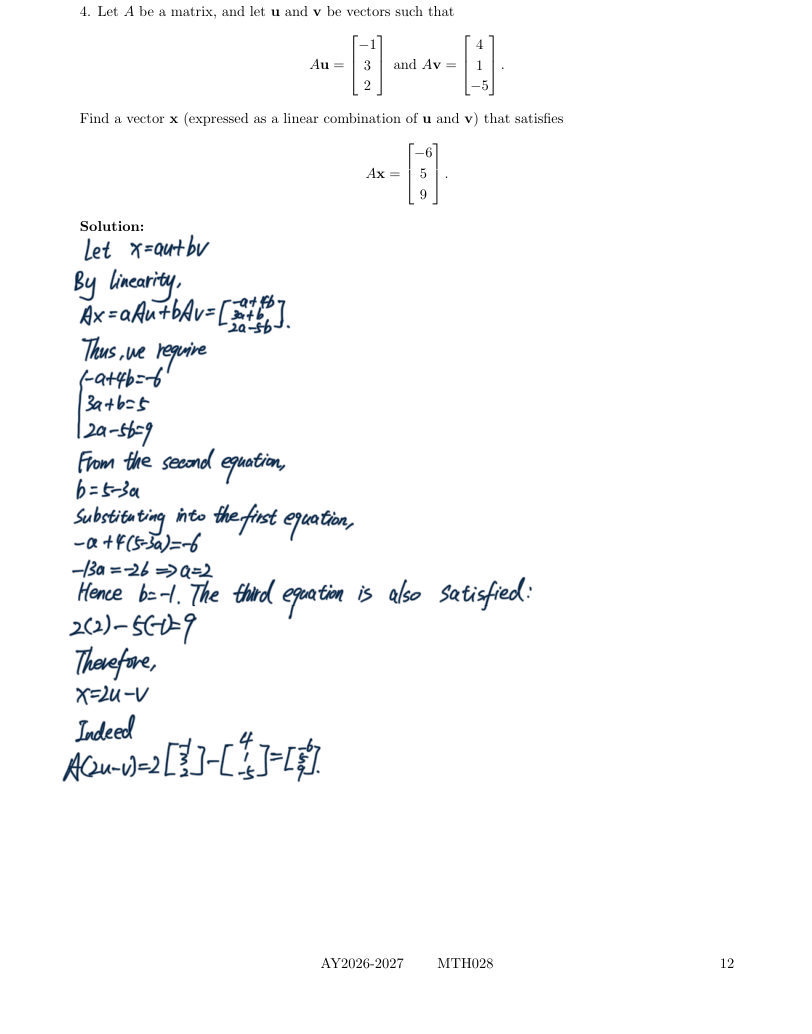 4. Let A be a matrix, and let u and v be vectors such that
Au = [−1 3 2] and Av = [4 1 −5].
Find a vector x (expressed as a linear combination of u and v) that satisfies
Ax = [−6 5 9].
Solution:
Let x=au+bv
By linearity,
Ax=aAu+bAv=[-a+4b 3a+b 2a-5b].
Thus, we require
{-a+4b=-6
3a+b=5
2a-5b=9
From the second equation,
b=5-3a
Substituting into the first equation,
-a+4(5-3a)=-6
-13a=-26 ⇒ a=2
Hence b=-1. The third equation is also satisfied:
2(2)-5(-1)=9
Therefore,
x=2u-v
Indeed
A(2u-v)=2[-1 3 2]-[4 1 -5]=[-6 5 9].
AY2026-2027 MTH028 12